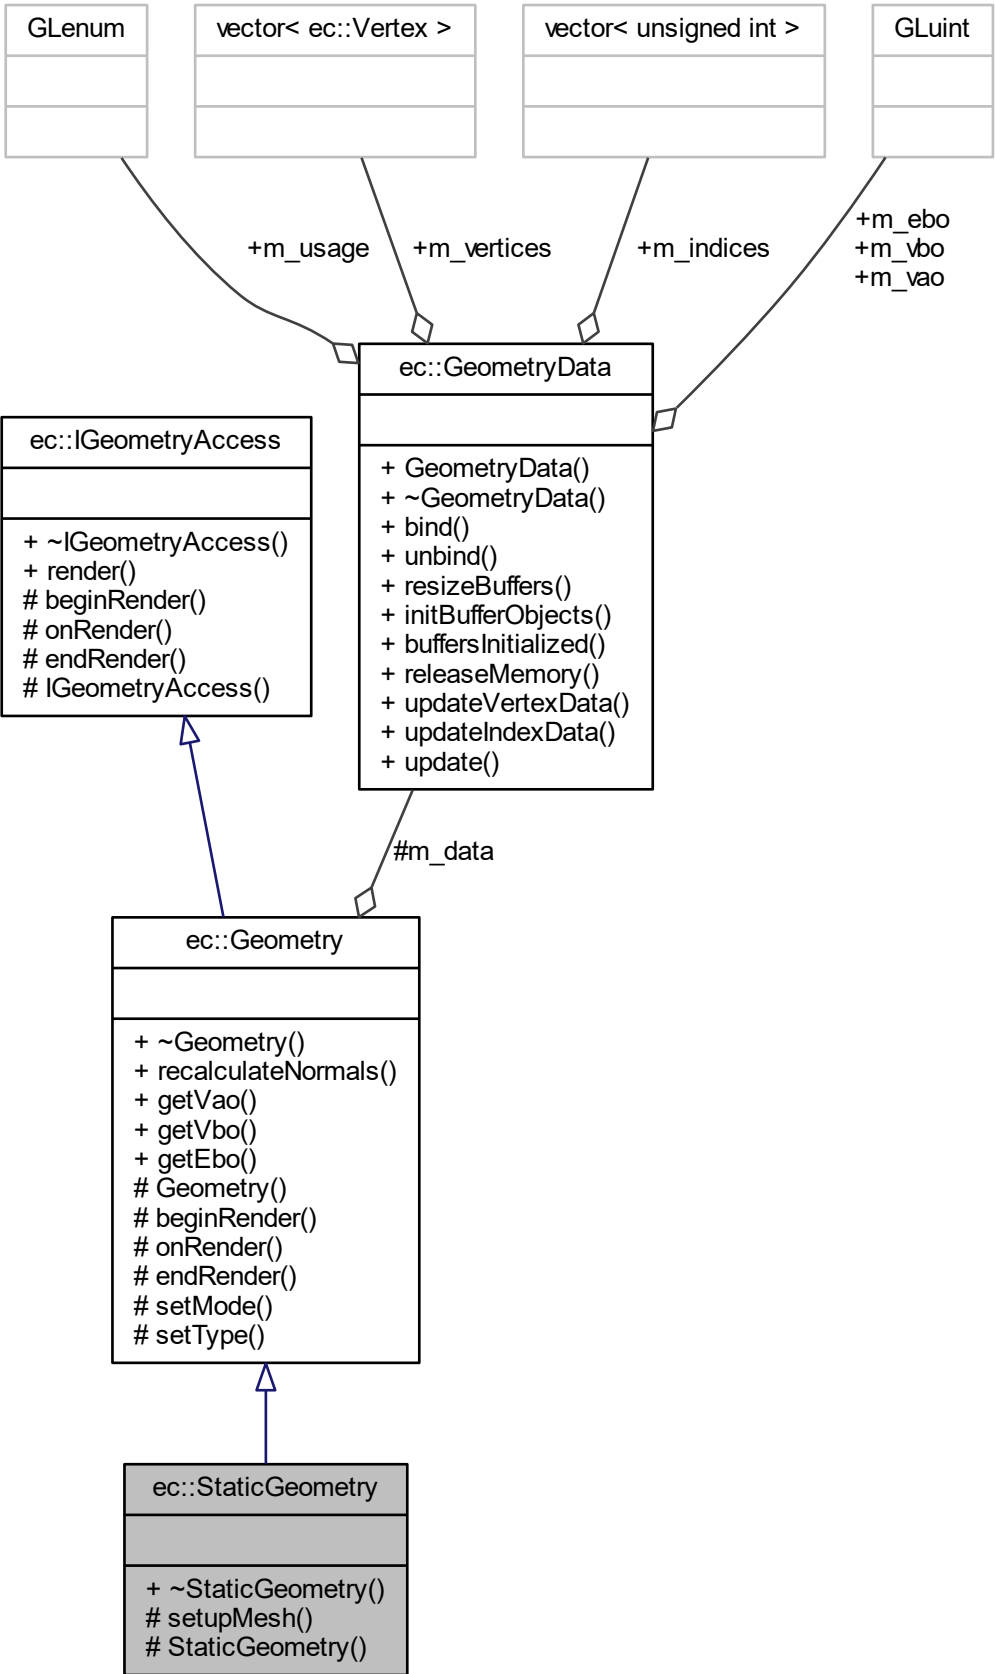 GLenum
vector< ec::Vertex >
vector< unsigned int >
GLuint
+m_usage
+m_vertices
+m_indices
+m_ebo
+m_vbo
+m_vao
ec::GeometryData
+ GeometryData()
+ ~GeometryData()
+ bind()
+ unbind()
+ resizeBuffers()
+ initBufferObjects()
+ buffersInitialized()
+ releaseMemory()
+ updateVertexData()
+ updateIndexData()
+ update()
ec::IGeometryAccess
+ ~IGeometryAccess()
+ render()
# beginRender()
# onRender()
# endRender()
# IGeometryAccess()
#m_data
ec::Geometry
+ ~Geometry()
+ recalculateNormals()
+ getVao()
+ getVbo()
+ getEbo()
# Geometry()
# beginRender()
# onRender()
# endRender()
# setMode()
# setType()
ec::StaticGeometry
+ ~StaticGeometry()
# setupMesh()
# StaticGeometry()